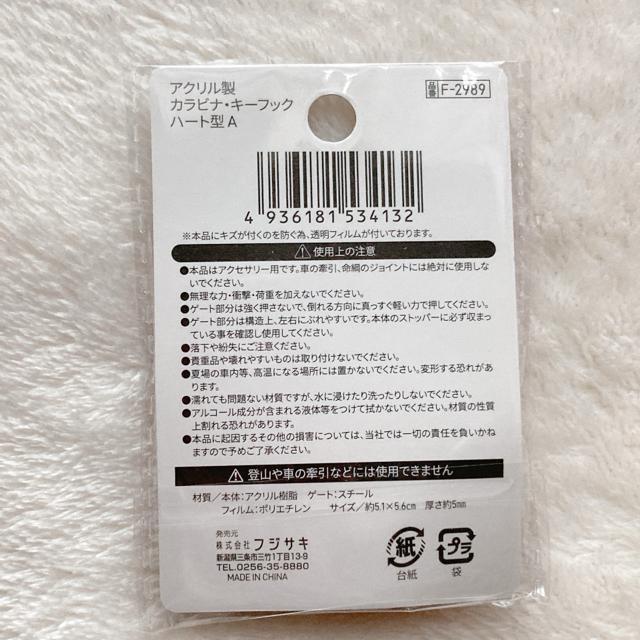 アクリル製
カラビナ・キーフック
ハート型A
品番 F-2989
4 936181 534132
※本品にキズが付くのを防ぐ為、透明フィルムが付いております。
使用上の注意
●本品はアクセサリー用です。車の牽引、命綱のジョイントには絶対に使用しな
いでください。
●無理な力・衝撃・荷重を加えないでください。
●ゲート部分は強く押さないで、倒れる方向に真っすぐ軽い力で押してください。
●ゲート部分は構造上、左右にぶれやすいです。本体のストッパーに必ず収まっ
ている事を確認し使用してください。
●落下や紛失にご注意ください。
●貴重品や壊れやすいものは取り付けないでください。
●夏場の車内等、高温になる場所には置かないでください。変形する恐れがあ
ります。
●濡れても問題ない材質ですが、水に浸けたり洗ったりしないでください。
●アルコール成分が含まれる液体等をつけて拭かないでください。材質の性質
上割れる恐れがあります。
●本品に起因するその他の損害については、当社では一切の責任を負いかね
ますので予めご了承ください。
登山や車の牽引などには使用できません
材質/本体:アクリル樹脂 ゲート:スチール
フィルム:ポリエチレン サイズ/約5.1×5.6cm 厚さ約5mm
発売元
株式会社 フジサキ
新潟県三条市三竹1丁目13-9
TEL.0256-35-8880
MADE IN CHINA
紙
台紙
プラ
袋